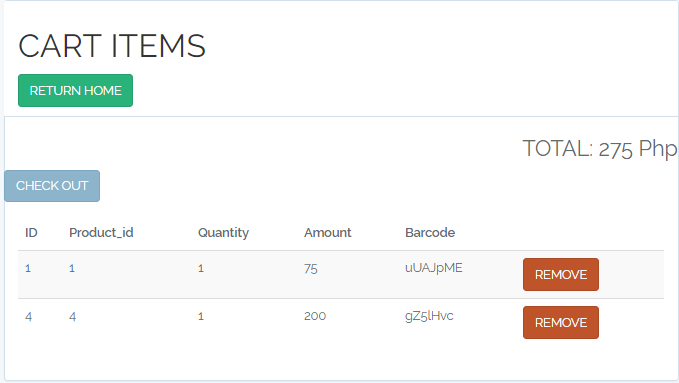 CART ITEMS
RETURN HOME
TOTAL: 275 Php
CHECK OUT
ID Product_id Quantity Amount Barcode
1 1 1 75 uUAJpME REMOVE
4 4 1 200 gZ5lHvc REMOVE